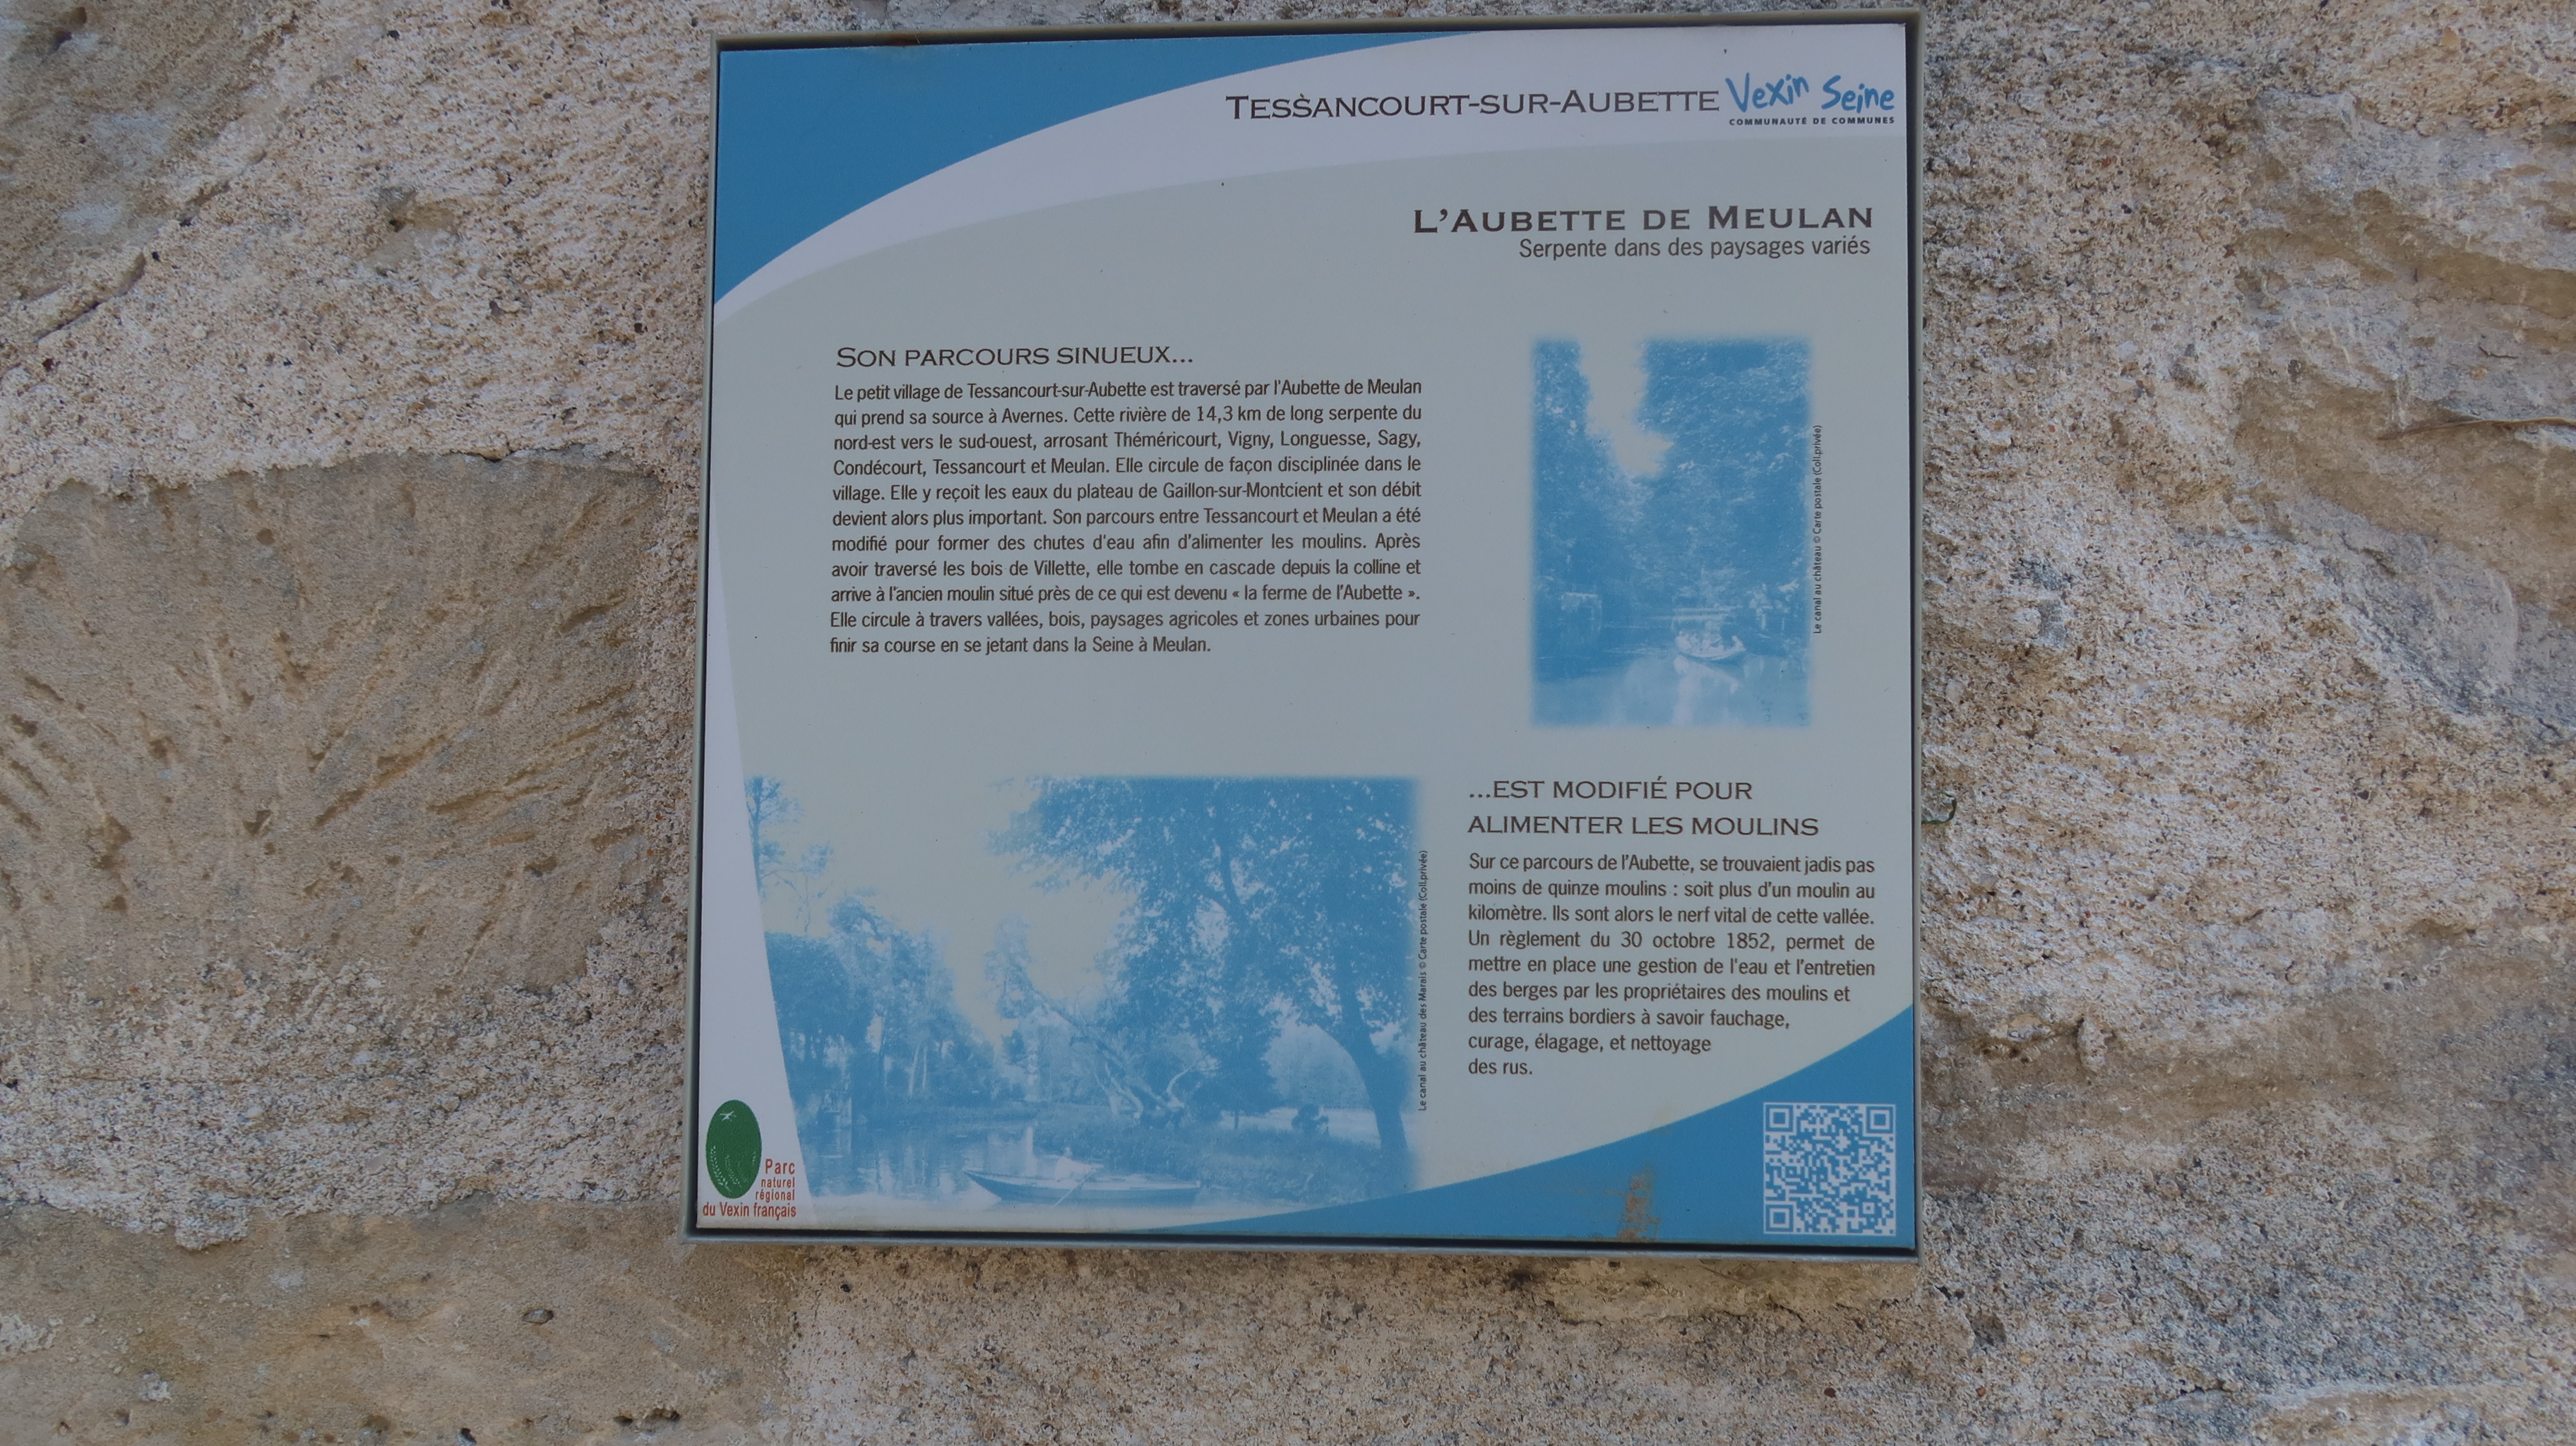 TESSANCOURT-SUR-AUBETTE
Vexin Seine
COMMUNAUTÉ DE COMMUNES
L'AUBETTE DE MEULAN
Serpente dans des paysages variés
SON PARCOURS SINUEUX...
Le petit village de Tessancourt-sur-Aubette est traversé par l'Aubette de Meulan
qui prend sa source à Avernes. Cette rivière de 14,3 km de long serpente du
nord-est vers le sud-ouest, arrosant Théméricourt, Vigny, Longuesse, Sagy,
Condécourt, Tessancourt et Meulan. Elle circule de façon disciplinée dans le
village. Elle y reçoit les eaux du plateau de Gaillon-sur-Montcient et son débit
devient alors plus important. Son parcours entre Tessancourt et Meulan a été
modifié pour former des chutes d'eau afin d'alimenter les moulins. Après
avoir traversé les bois de Villette, elle tombe en cascade depuis la colline et
arrive à l'ancien moulin situé près de ce qui est devenu « la ferme de l'Aubette ».
Elle circule à travers vallées, bois, paysages agricoles et zones urbaines pour
finir sa course en se jetant dans la Seine à Meulan.
Le canal au château © Carte postale (Coll.privée)
...EST MODIFIÉ POUR
ALIMENTER LES MOULINS
Sur ce parcours de l'Aubette, se trouvaient jadis pas
moins de quinze moulins : soit plus d'un moulin au
kilomètre. Ils sont alors le nerf vital de cette vallée.
Un règlement du 30 octobre 1852, permet de
mettre en place une gestion de l'eau et l'entretien
des berges par les propriétaires des moulins et
des terrains bordiers à savoir fauchage,
curage, élagage, et nettoyage
des rus.
Le canal au château des Marais © Carte postale (Coll.privée)
Parc
naturel
régional
du Vexin français